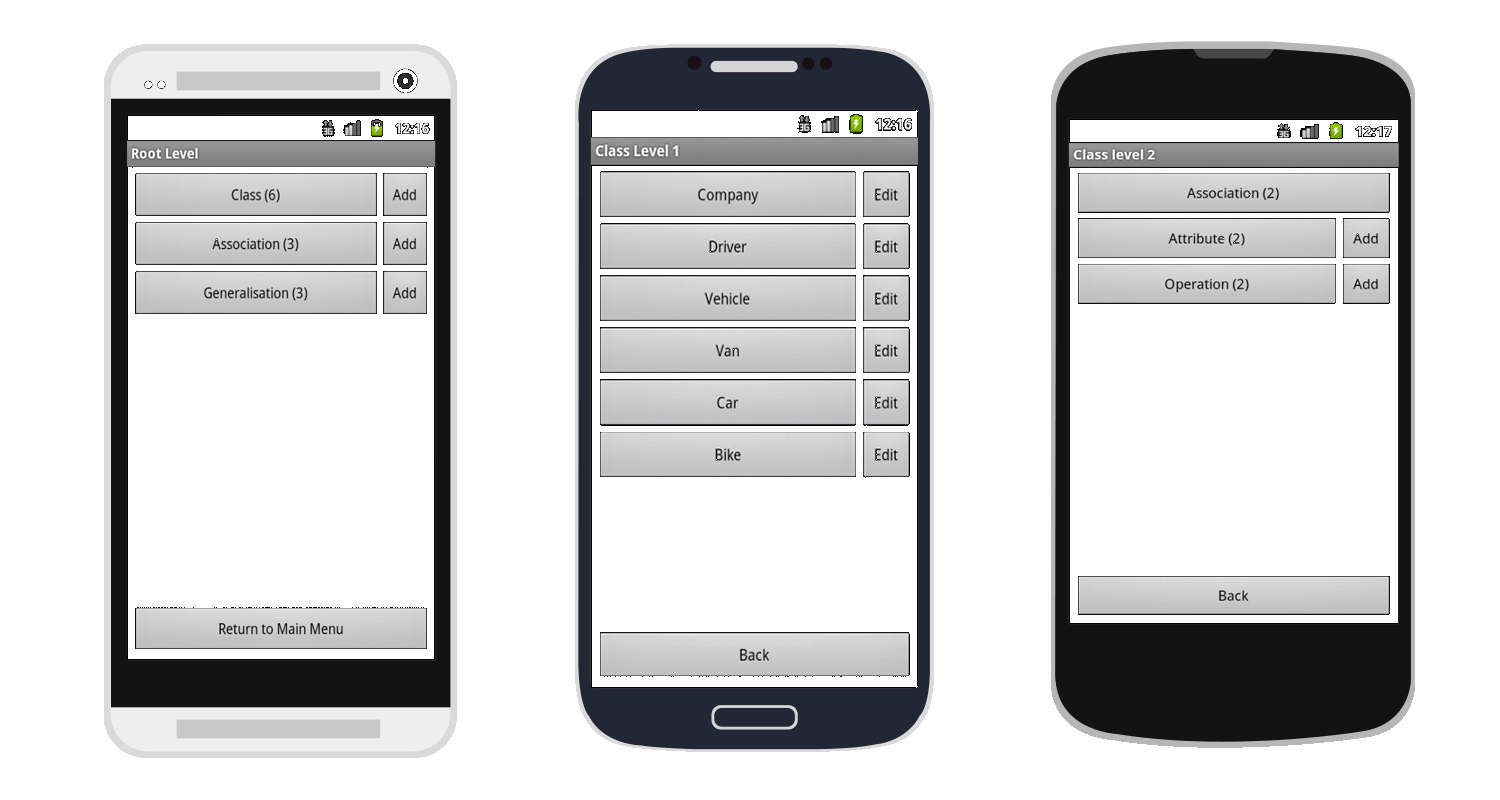 12:16
Root Level
Class (6) Add
Association (3) Add
Generalisation (3) Add
Return to Main Menu
12:16
Class Level 1
Company Edit
Driver Edit
Vehicle Edit
Van Edit
Car Edit
Bike Edit
Back
12:17
Class level 2
Association (2)
Attribute (2) Add
Operation (2) Add
Back